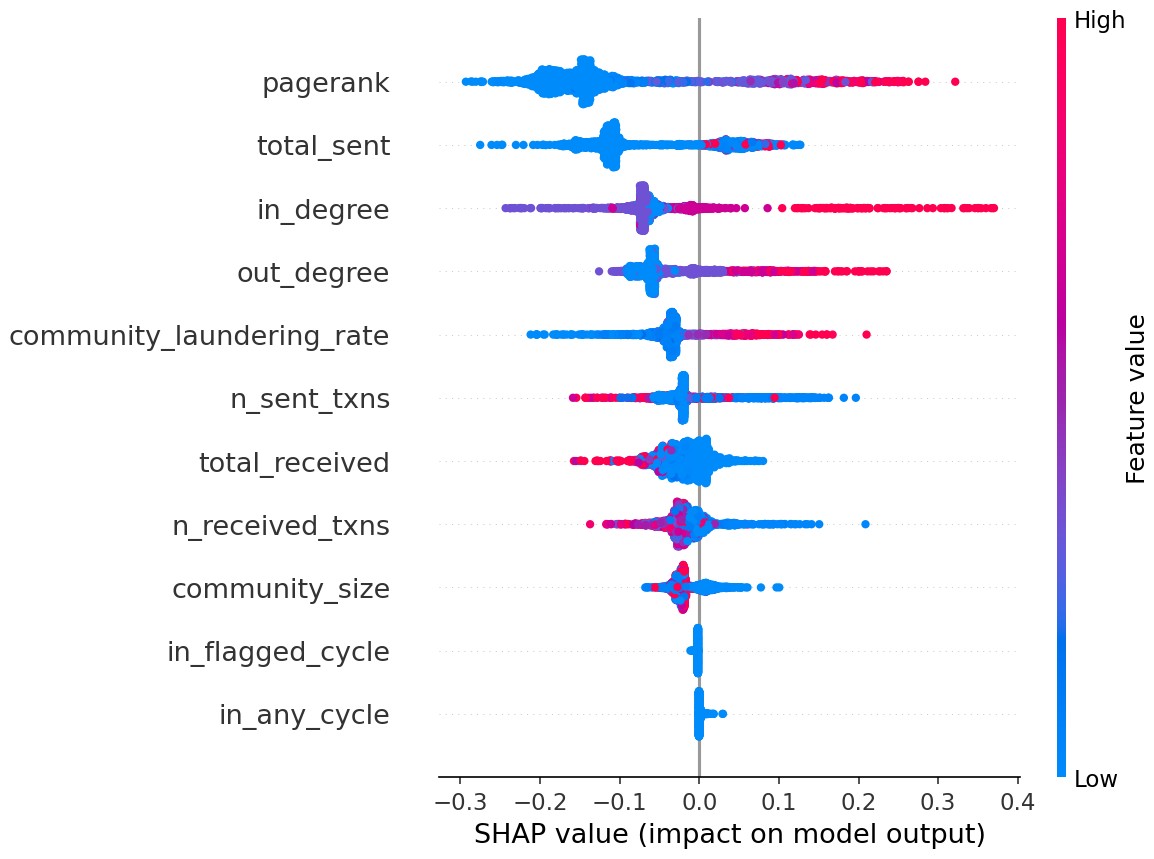 High
pagerank
total_sent
in_degree
out_degree
community_laundering_rate
n_sent_txns
total_received
n_received_txns
community_size
in_flagged_cycle
in_any_cycle
Feature value
Low
−0.3 −0.2 −0.1 0.0 0.1 0.2 0.3 0.4
SHAP value (impact on model output)